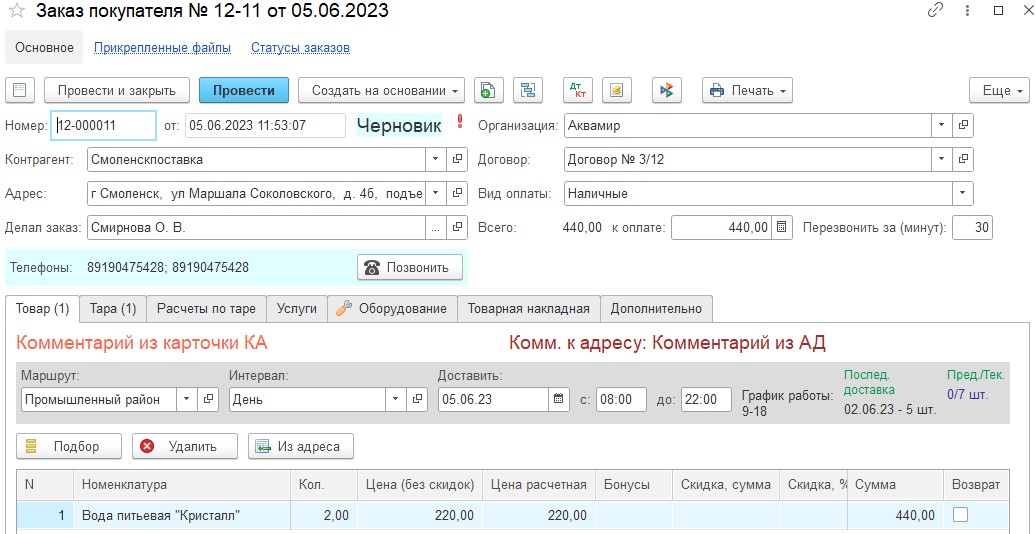 Заказ покупателя № 12-11 от 05.06.2023
Основное Прикрепленные файлы Статусы заказов
Провести и закрыть Провести Создать на основании Дт Кт Печать Еще
Номер: 12-000011 от: 05.06.2023 11:53:07 Черновик ! Организация: Аквамир
Контрагент: Смоленскпоставка Договор: Договор № 3/12
Адрес: г Смоленск, ул Маршала Соколовского, д. 4б, подъе Вид оплаты: Наличные
Делал заказ: Смирнова О. В. ... Всего: 440,00 к оплате: 440,00 Перезвонить за (минут): 30
Телефоны: 89190475428; 89190475428 Позвонить
Товар (1) Тара (1) Расчеты по таре Услуги Оборудование Товарная накладная Дополнительно
Комментарий из карточки КА Комм. к адресу: Комментарий из АД
Маршрут: Интервал: Доставить: Послед. доставка Пред./Тек.
Промышленный район День 05.06.23 с: 08:00 до: 22:00 График работы: 9-18 02.06.23 - 5 шт. 0/7 шт.
Подбор Удалить Из адреса
N Номенклатура Кол. Цена (без скидок) Цена расчетная Бонусы Скидка, сумма Скидка, % Сумма Возврат
1 Вода питьевая "Кристалл" 2,00 220,00 220,00 440,00